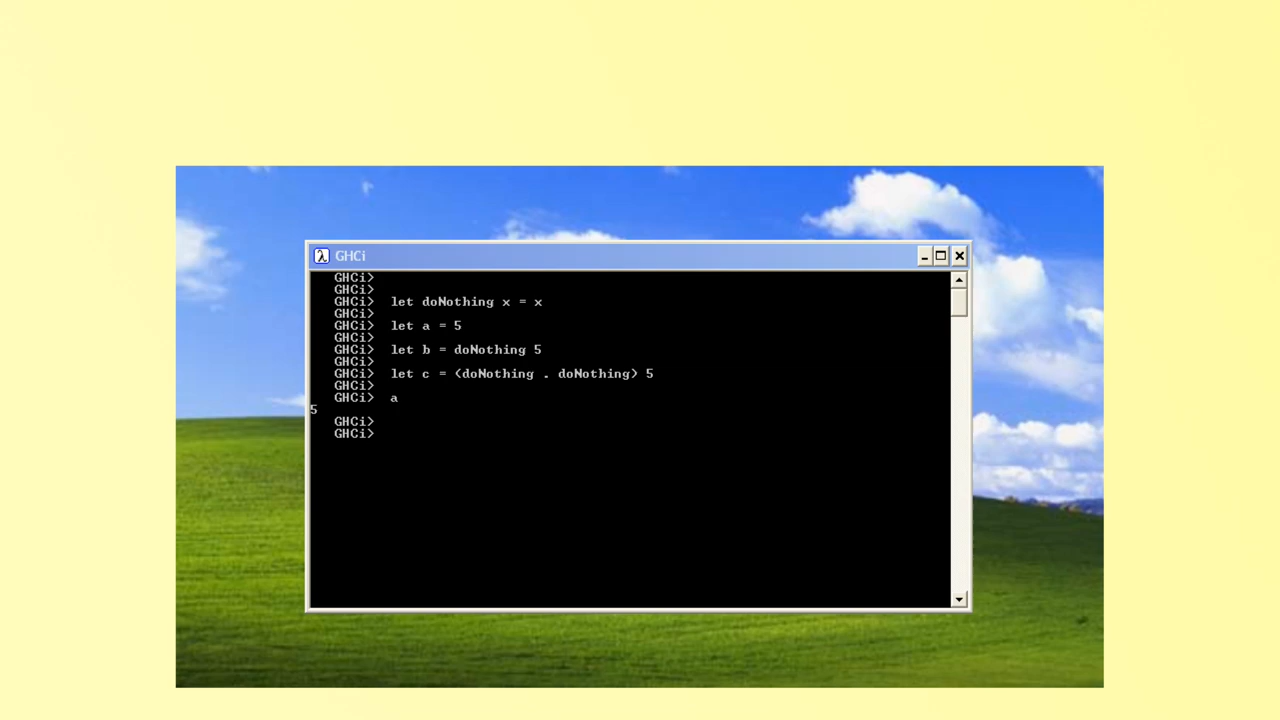 GHCi
GHCi>
GHCi>
GHCi> let doNothing x = x
GHCi>
GHCi> let a = 5
GHCi>
GHCi> let b = doNothing 5
GHCi>
GHCi> let c = (doNothing . doNothing) 5
GHCi>
GHCi> a
5
GHCi>
GHCi>